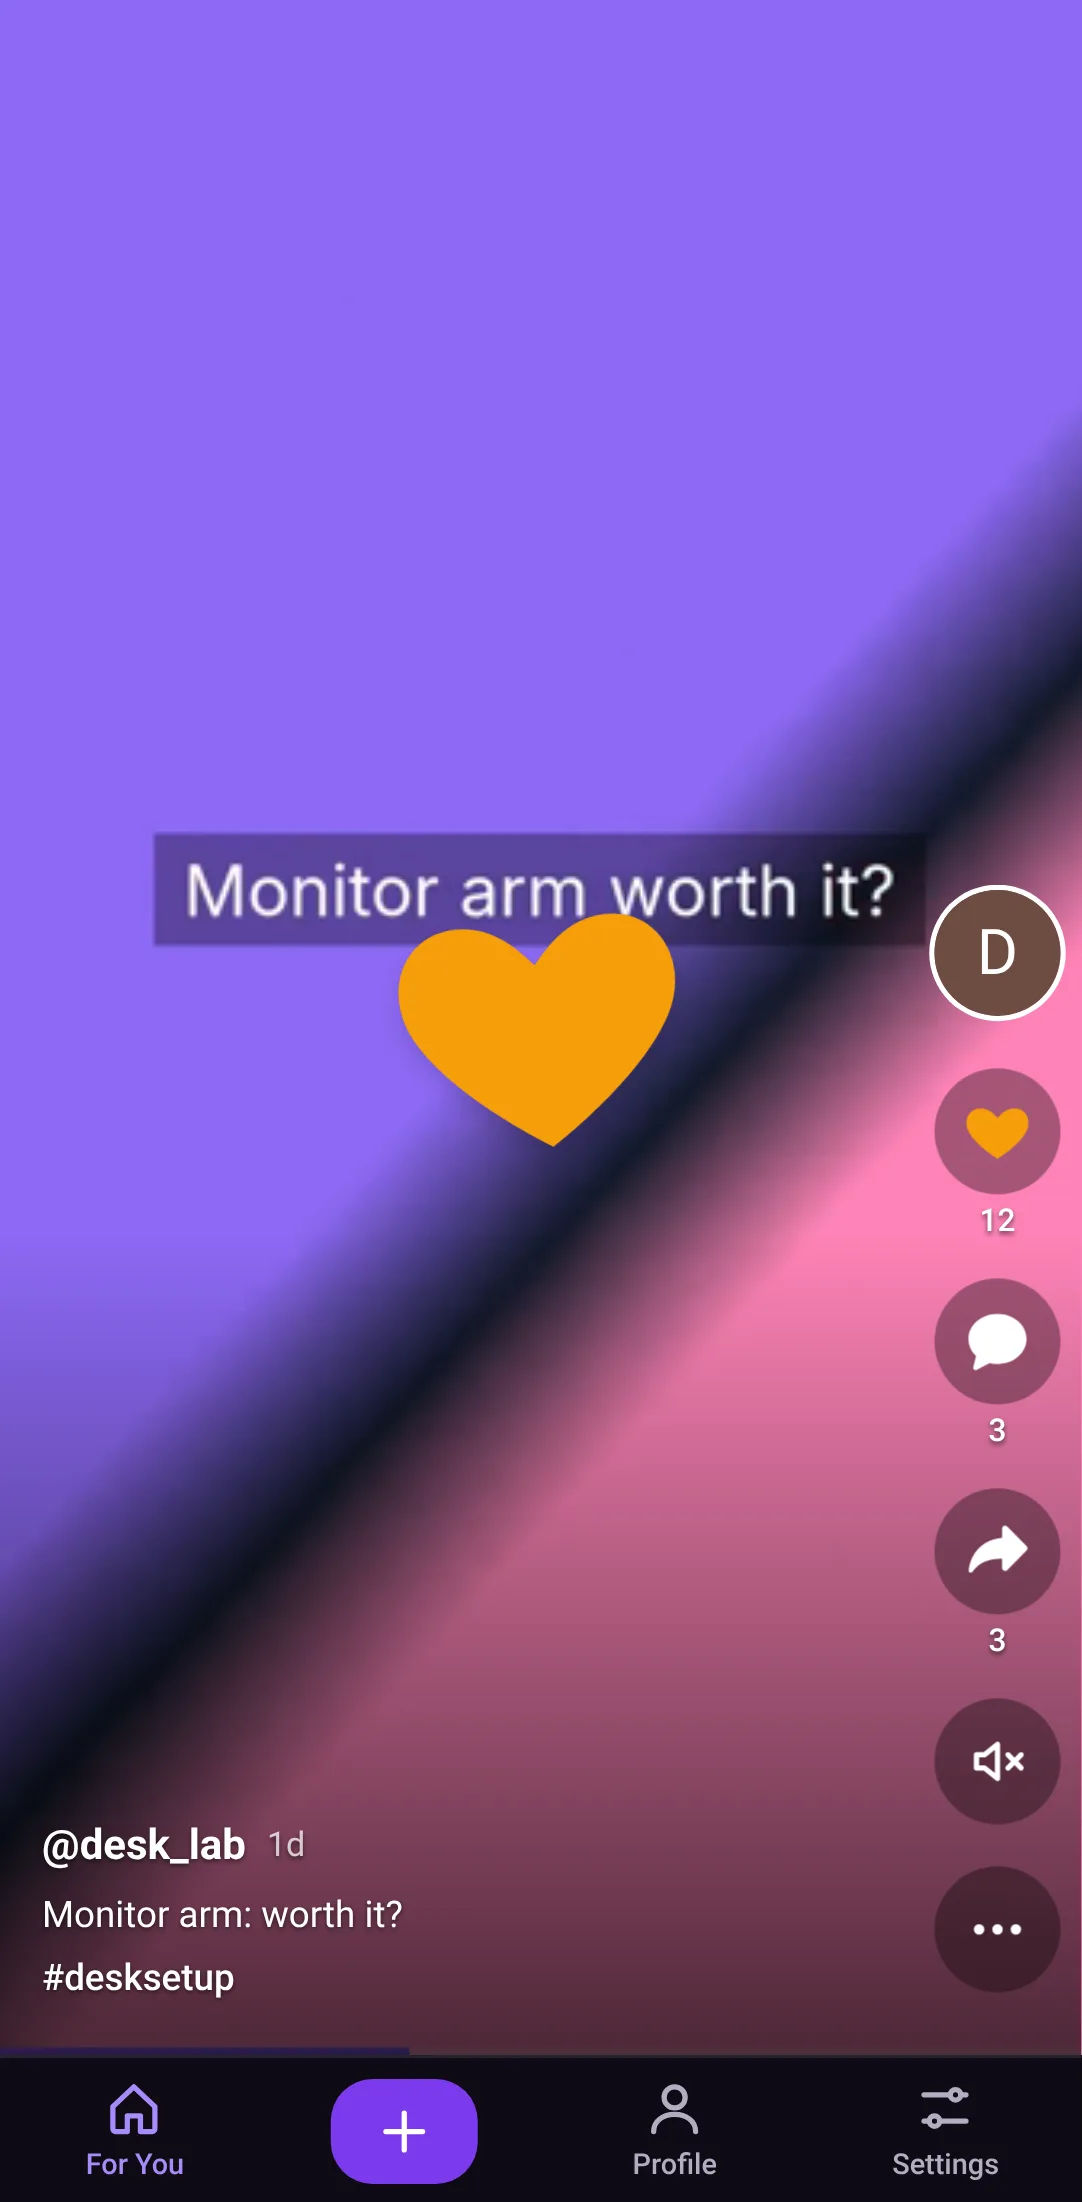 Monitor arm worth it?
D
12
3
3
@desk_lab 1d
Monitor arm: worth it?
#desksetup
For You
Profile
Settings